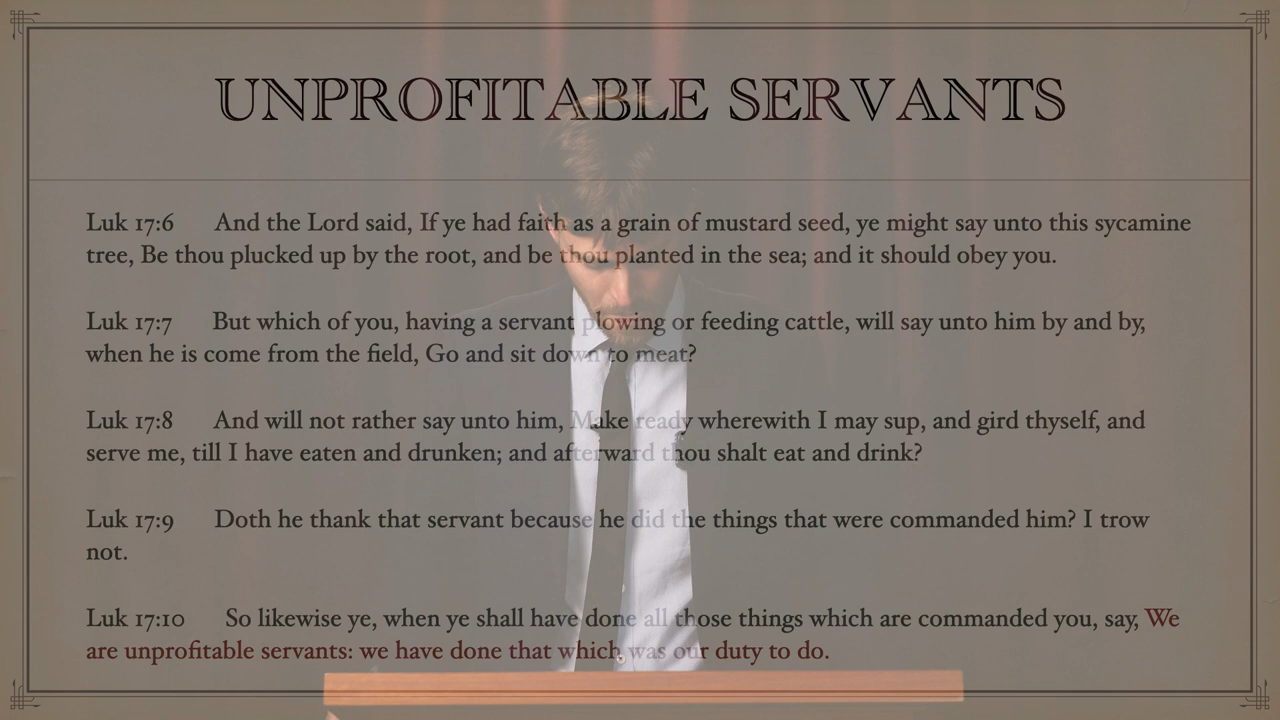 UNPROFITABLE SERVANTS
Luk 17:6 And the Lord said, If ye had faith as a grain of mustard seed, ye might say unto this sycamine
tree, Be thou plucked up by the root, and be thou planted in the sea; and it should obey you.
Luk 17:7 But which of you, having a servant plowing or feeding cattle, will say unto him by and by,
when he is come from the field, Go and sit down to meat?
Luk 17:8 And will not rather say unto him, Make ready wherewith I may sup, and gird thyself, and
serve me, till I have eaten and drunken; and afterward thou shalt eat and drink?
Luk 17:9 Doth he thank that servant because he did the things that were commanded him? I trow
not.
Luk 17:10 So likewise ye, when ye shall have done all those things which are commanded you, say, We
are unprofitable servants: we have done that which was our duty to do.